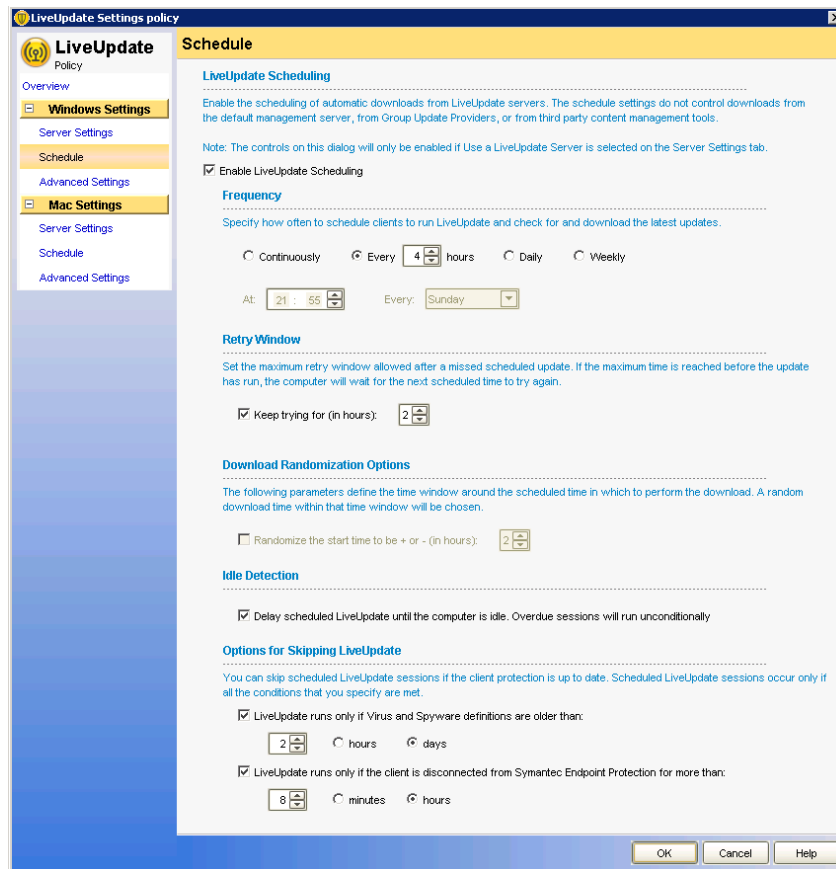 LiveUpdate Settings policy
LiveUpdate
Policy
Overview
Windows Settings
Server Settings
Schedule
Advanced Settings
Mac Settings
Server Settings
Schedule
Advanced Settings
Schedule
LiveUpdate Scheduling
Enable the scheduling of automatic downloads from LiveUpdate servers. The schedule settings do not control downloads from
the default management server, from Group Update Providers, or from third party content management tools.
Note: The controls on this dialog will only be enabled if Use a LiveUpdate Server is selected on the Server Settings tab.
Enable LiveUpdate Scheduling
Frequency
Specify how often to schedule clients to run LiveUpdate and check for and download the latest updates.
Continuously Every 4 hours Daily Weekly
At: 21 : 55 Every: Sunday
Retry Window
Set the maximum retry window allowed after a missed scheduled update. If the maximum time is reached before the update
has run, the computer will wait for the next scheduled time to try again.
Keep trying for (in hours): 2
Download Randomization Options
The following parameters define the time window around the scheduled time in which to perform the download. A random
download time within that time window will be chosen.
Randomize the start time to be + or - (in hours): 2
Idle Detection
Delay scheduled LiveUpdate until the computer is idle. Overdue sessions will run unconditionally
Options for Skipping LiveUpdate
You can skip scheduled LiveUpdate sessions if the client protection is up to date. Scheduled LiveUpdate sessions occur only if
all the conditions that you specify are met.
LiveUpdate runs only if Virus and Spyware definitions are older than:
2 hours days
LiveUpdate runs only if the client is disconnected from Symantec Endpoint Protection for more than:
8 minutes hours
OK Cancel Help